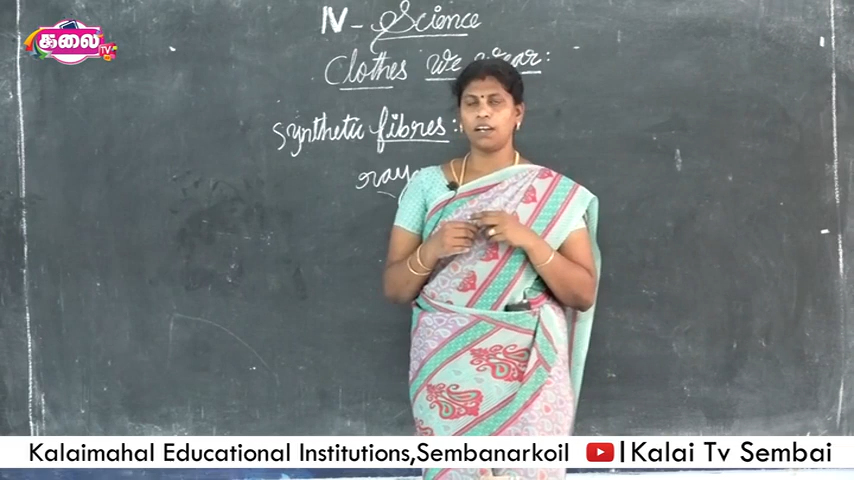 கலை
TV
IV - Science
Clothes we wear:
Synthetic fibres:
Kalaimahal Educational Institutions,Sembanarkoil
|Kalai Tv Sembai